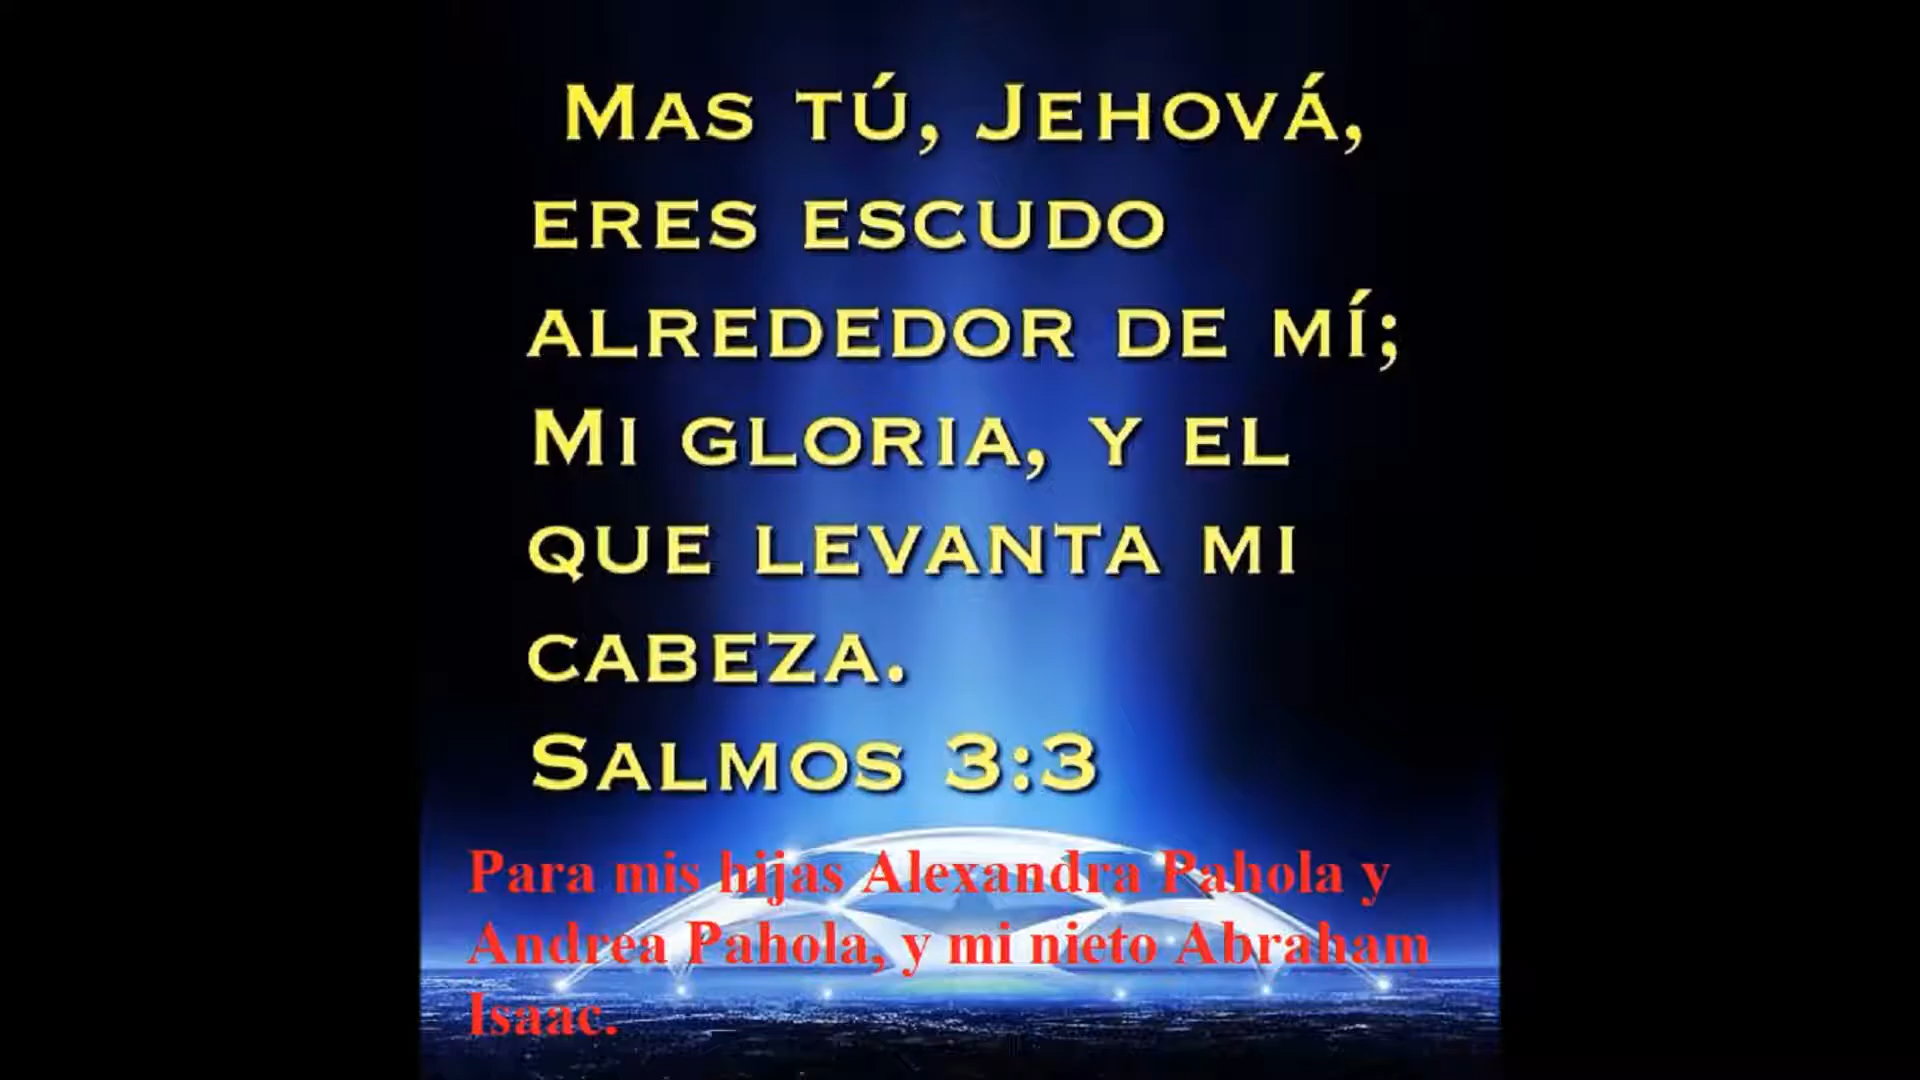 Mas tú, Jehová,
eres escudo
alrededor de mí;
Mi gloria, y el
que levanta mi
cabeza.
Salmos 3:3
Para mis hijas Alexandra Pahola y
Andrea Pahola, y mi nieto Abraham
Isaac.